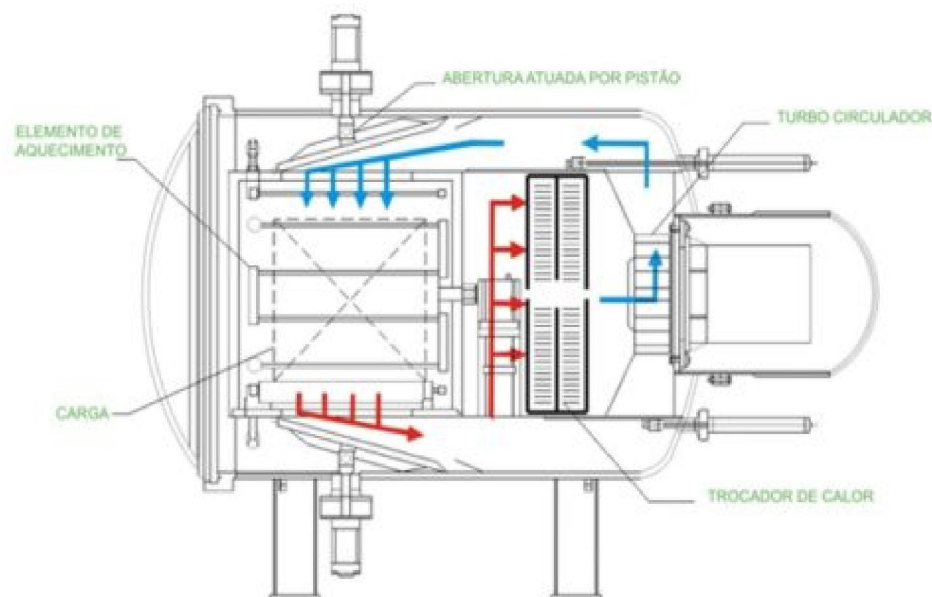 ABERTURA ATUADA POR PISTÃO
TURBO CIRCULADOR
ELEMENTO DE
AQUECIMENTO
CARGA
TROCADOR DE CALOR